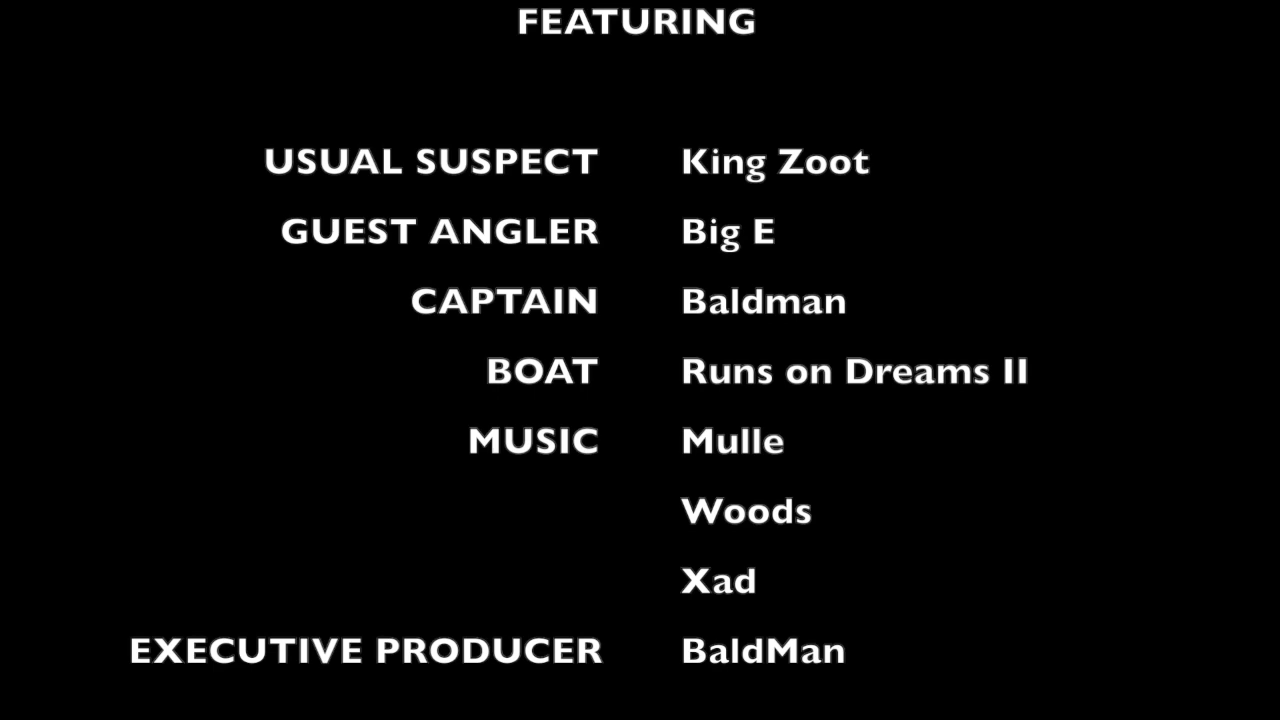 FEATURING
USUAL SUSPECT King Zoot
GUEST ANGLER Big E
CAPTAIN Baldman
BOAT Runs on Dreams II
MUSIC Mulle
Woods
Xad
EXECUTIVE PRODUCER BaldMan